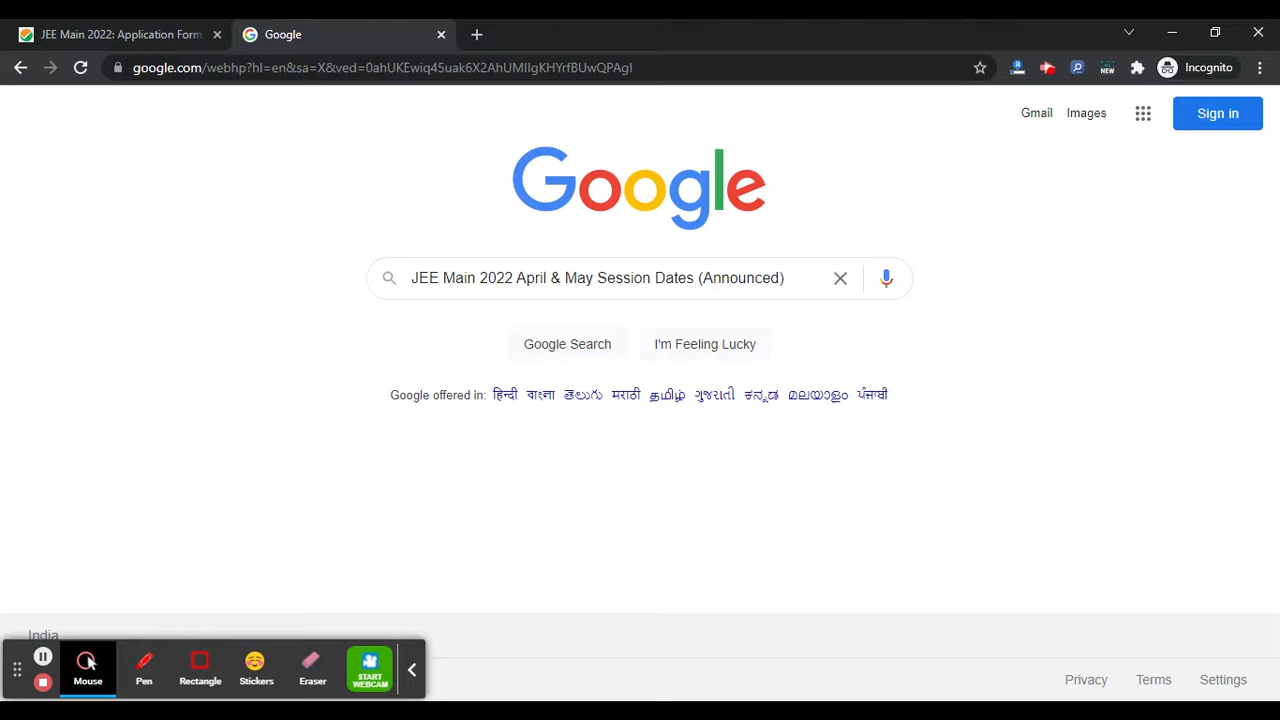 JEE Main 2022: Application Form
Google
google.com/webhp?hl=en&sa=X&ved=0ahUKEwiq45uak6X2AhUMIlgKHYrfBUwQPAgI
NEW
Incognito
Gmail Images
Sign in
Google
JEE Main 2022 April & May Session Dates (Announced)
Google Search I'm Feeling Lucky
Google offered in: हिन्दी বাংলা తెలుగు मराठी தமிழ் ગુજરાતી ಕನ್ನಡ മലയാളം ਪੰਜਾਬੀ
India
Mouse Pen Rectangle Stickers Eraser START WEBCAM
Privacy Terms Settings